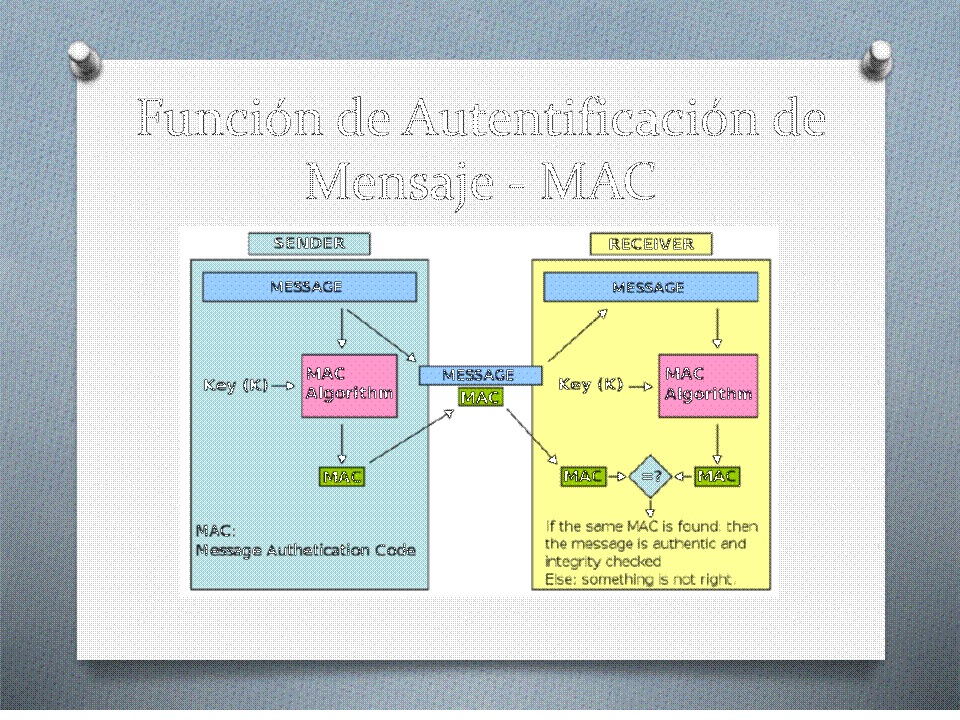 Función de Autentificación de
Mensaje - MAC
SENDER
MESSAGE
Key (K)
MAC
Algorithm
MAC
MAC:
Message Authetication Code
MESSAGE
MAC
RECEIVER
MESSAGE
Key (K)
MAC
Algorithm
MAC
=?
MAC
If the same MAC is found: then
the message is authentic and
integrity checked
Else: something is not right.